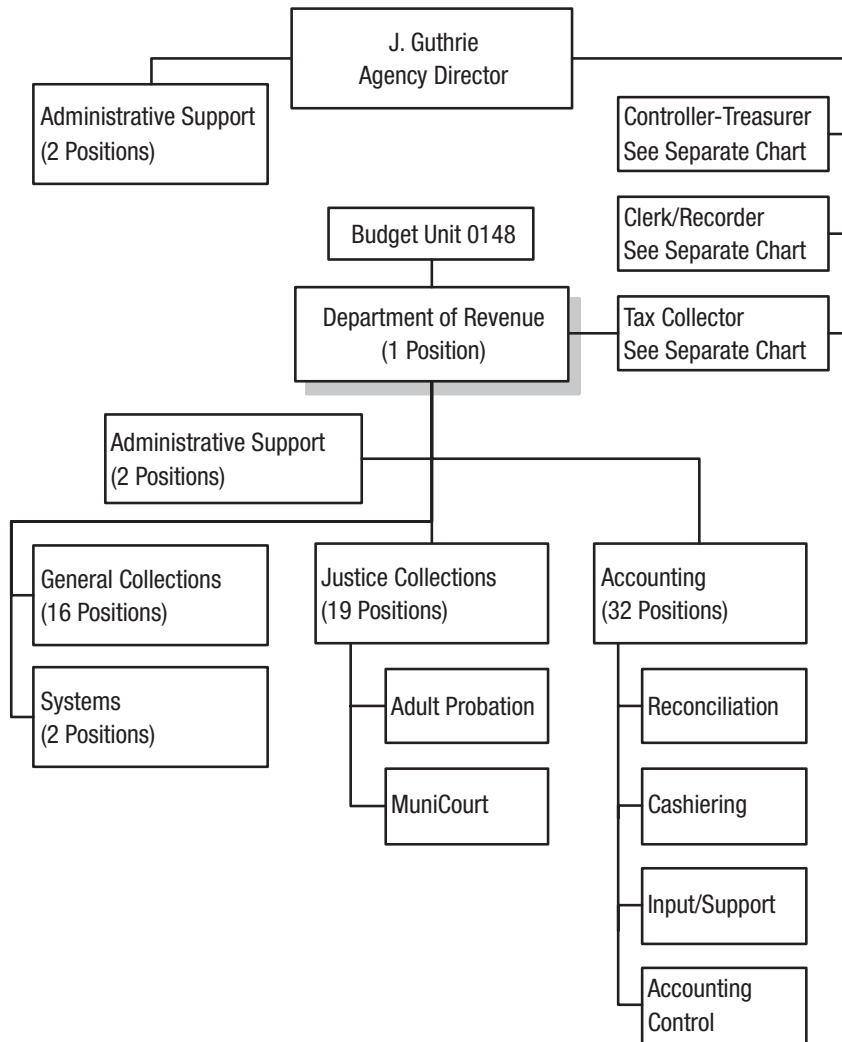 J. Guthrie
Agency Director
Administrative Support
(2 Positions)
Controller-Treasurer
See Separate Chart
Clerk/Recorder
See Separate Chart
Budget Unit 0148
Department of Revenue
(1 Position)
Tax Collector
See Separate Chart
Administrative Support
(2 Positions)
General Collections
(16 Positions)
Justice Collections
(19 Positions)
Accounting
(32 Positions)
Systems
(2 Positions)
Adult Probation
Reconciliation
MuniCourt
Cashiering
Input/Support
Accounting
Control